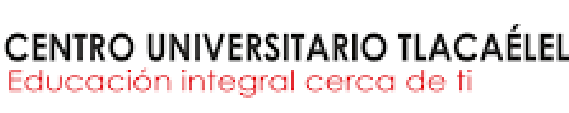 CENTRO UNIVERSITARIO TLACAÉLEL
Educación integral cerca de ti